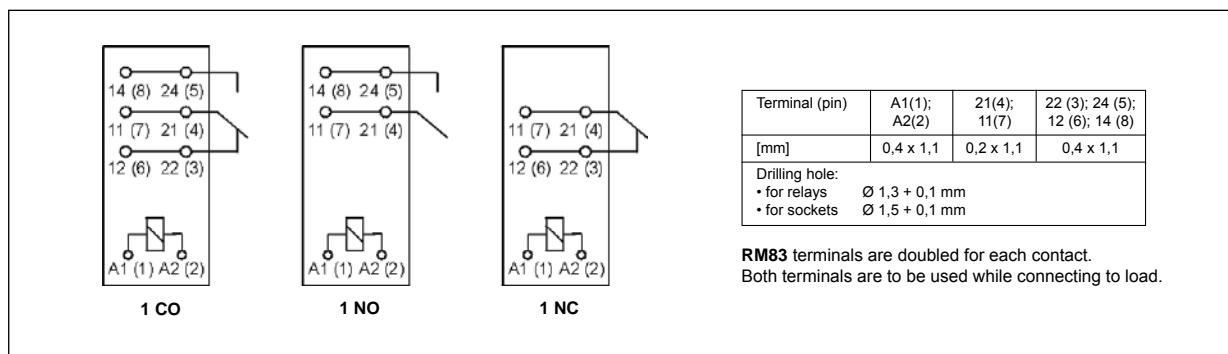 14 (8) 24 (5)
11 (7) 21 (4)
12 (6) 22 (3)
A1 (1) A2 (2)
1 CO
14 (8) 24 (5)
11 (7) 21 (4)
A1 (1) A2 (2)
1 NO
11 (7) 21 (4)
12 (6) 22 (3)
A1 (1) A2 (2)
1 NC
Terminal (pin) A1(1); 21(4); 22 (3); 24 (5);
A2(2) 11(7) 12 (6); 14 (8)
[mm] 0,4 x 1,1 0,2 x 1,1 0,4 x 1,1
Drilling hole:
• for relays Ø 1,3 + 0,1 mm
• for sockets Ø 1,5 + 0,1 mm
RM83 terminals are doubled for each contact.
Both terminals are to be used while connecting to load.